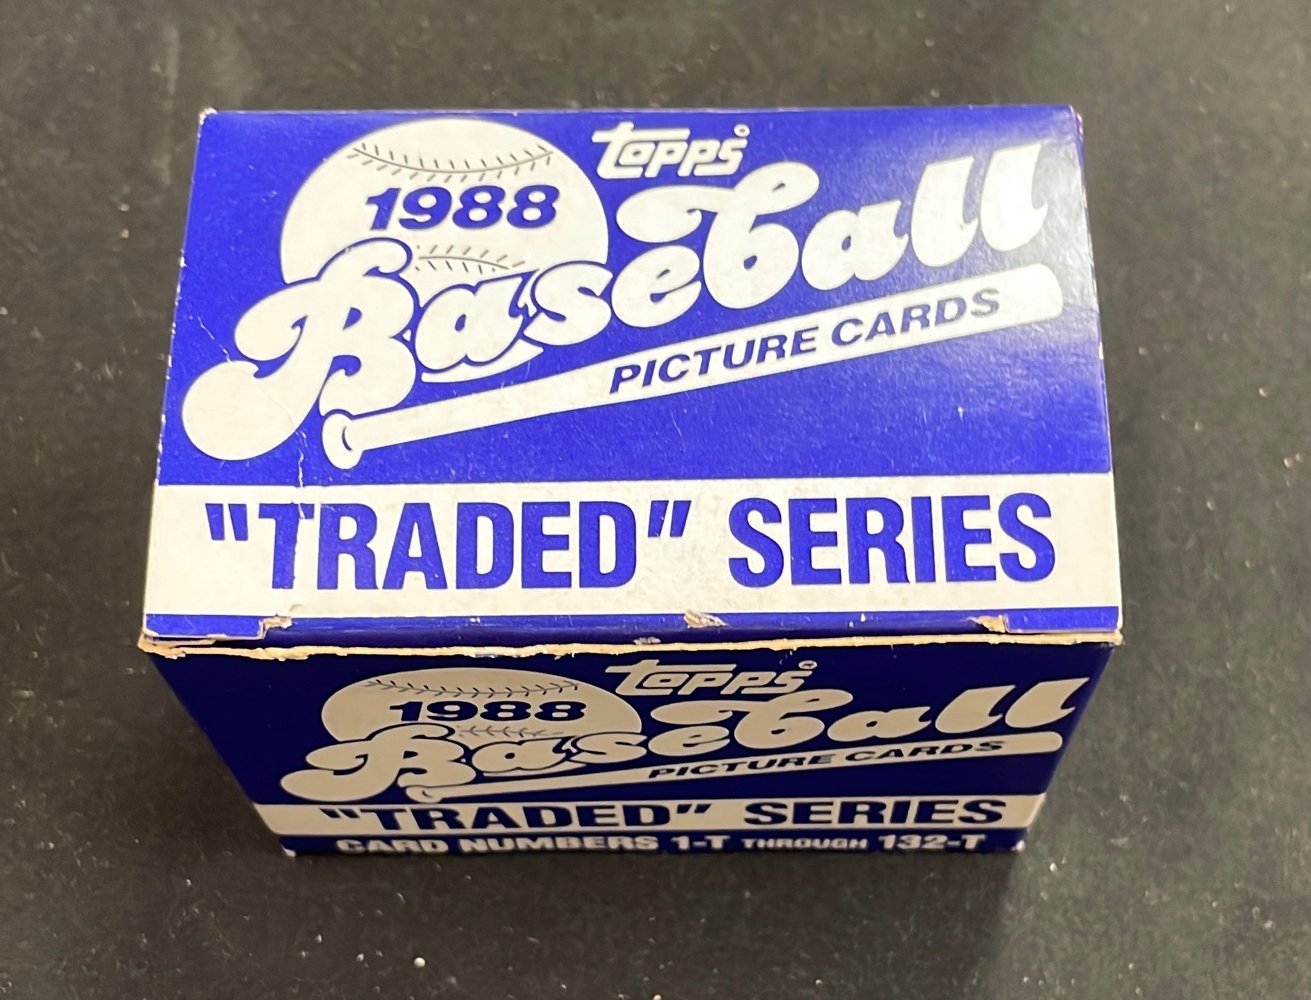 topps
1988
Baseball
PICTURE CARDS
"TRADED" SERIES
topps
1988
Baseball
PICTURE CARDS
"TRADED" SERIES
CARD NUMBERS 1-T THROUGH 132-T